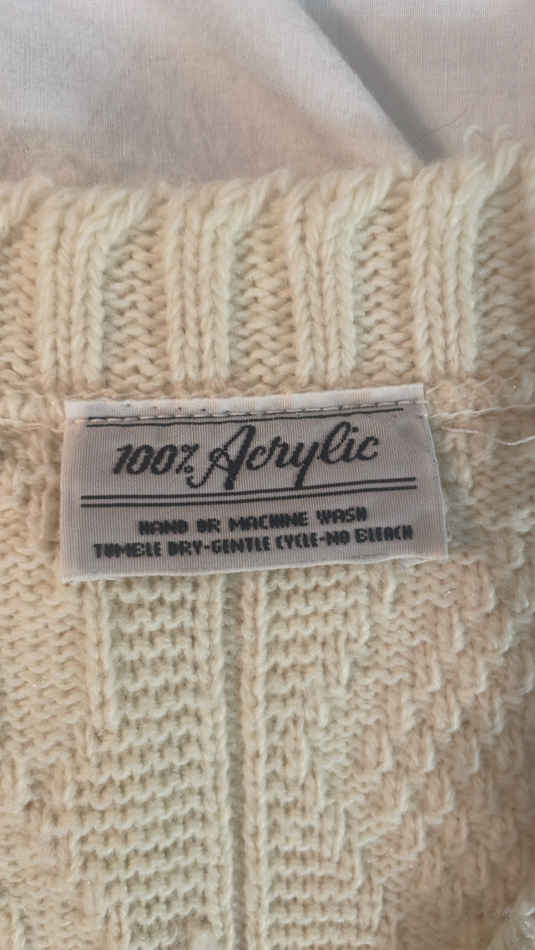 100% Acrylic
HAND OR MACHINE WASH
TUMBLE DRY-GENTLE CYCLE-NO BLEACH